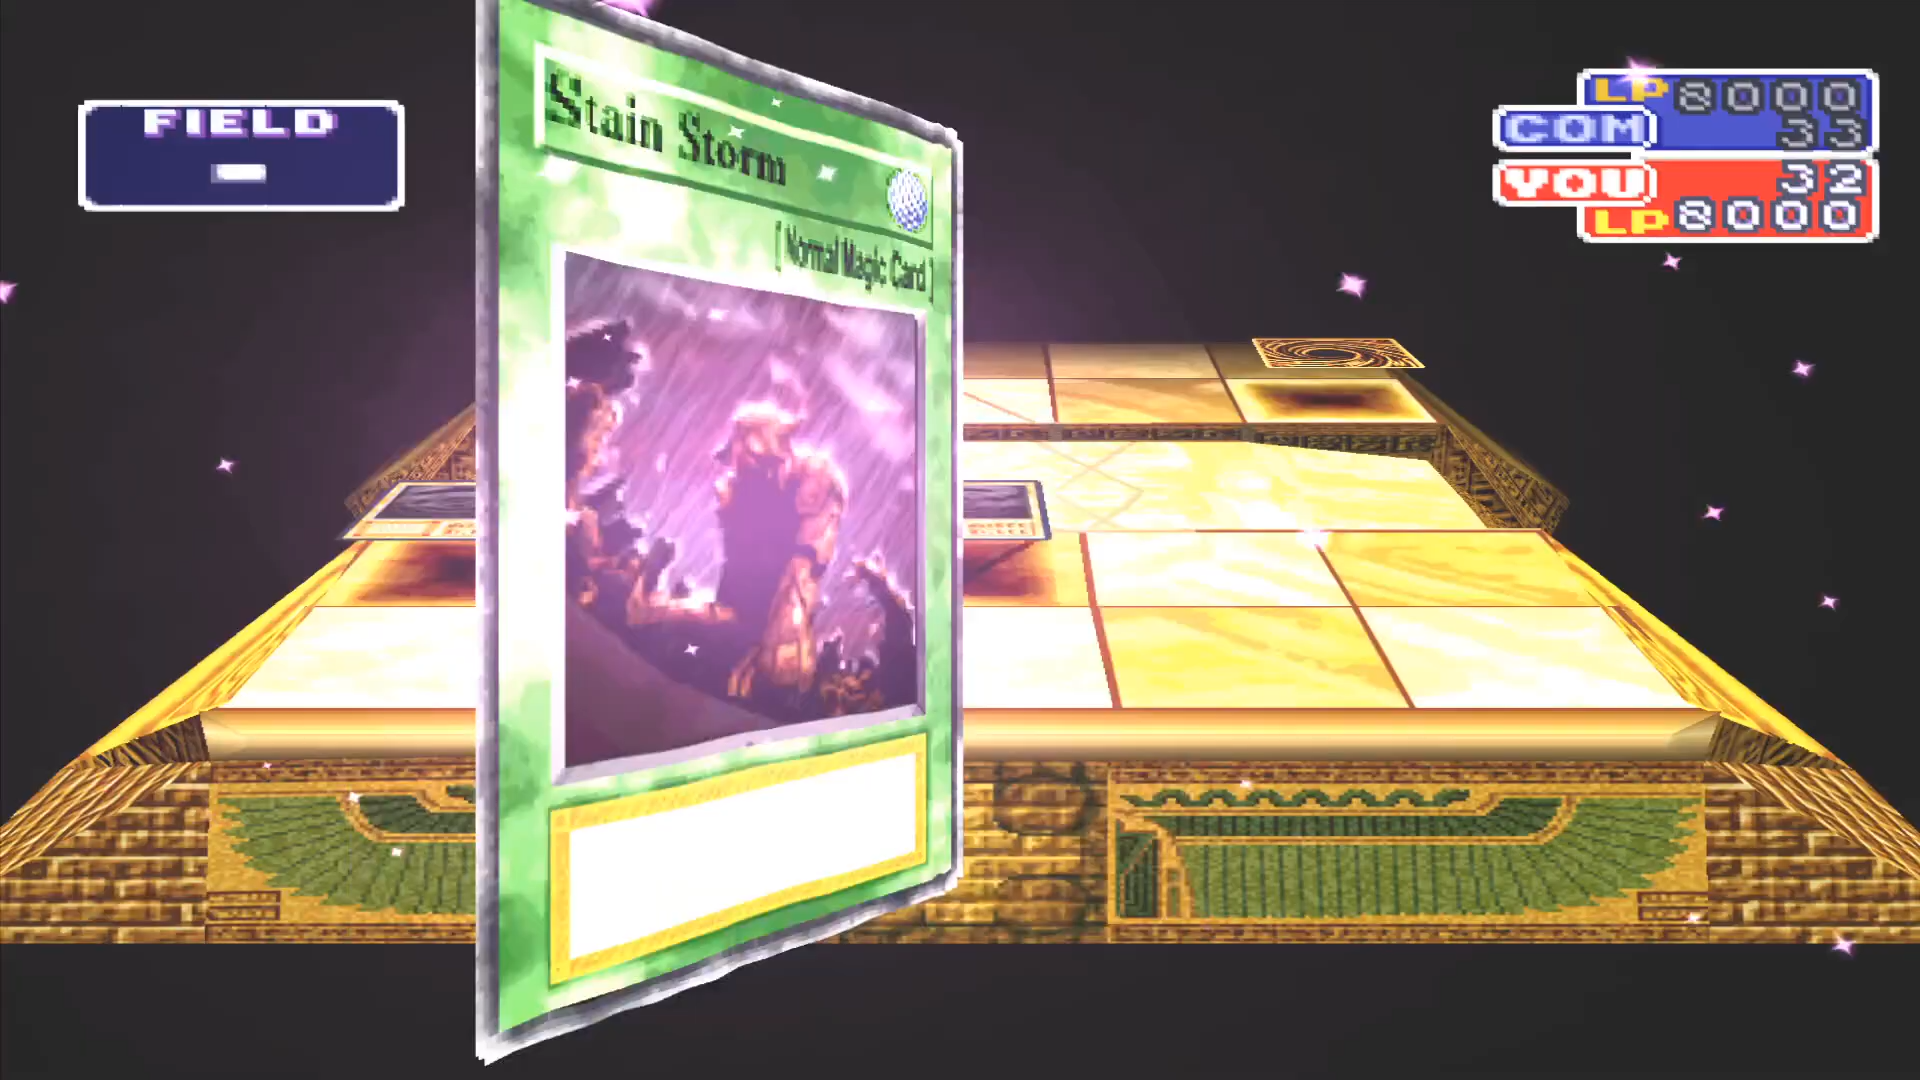 FIELD
Stain Storm
[ Normal Magic Card ]
LP 8000
COM 33
YOU 32
LP 8000